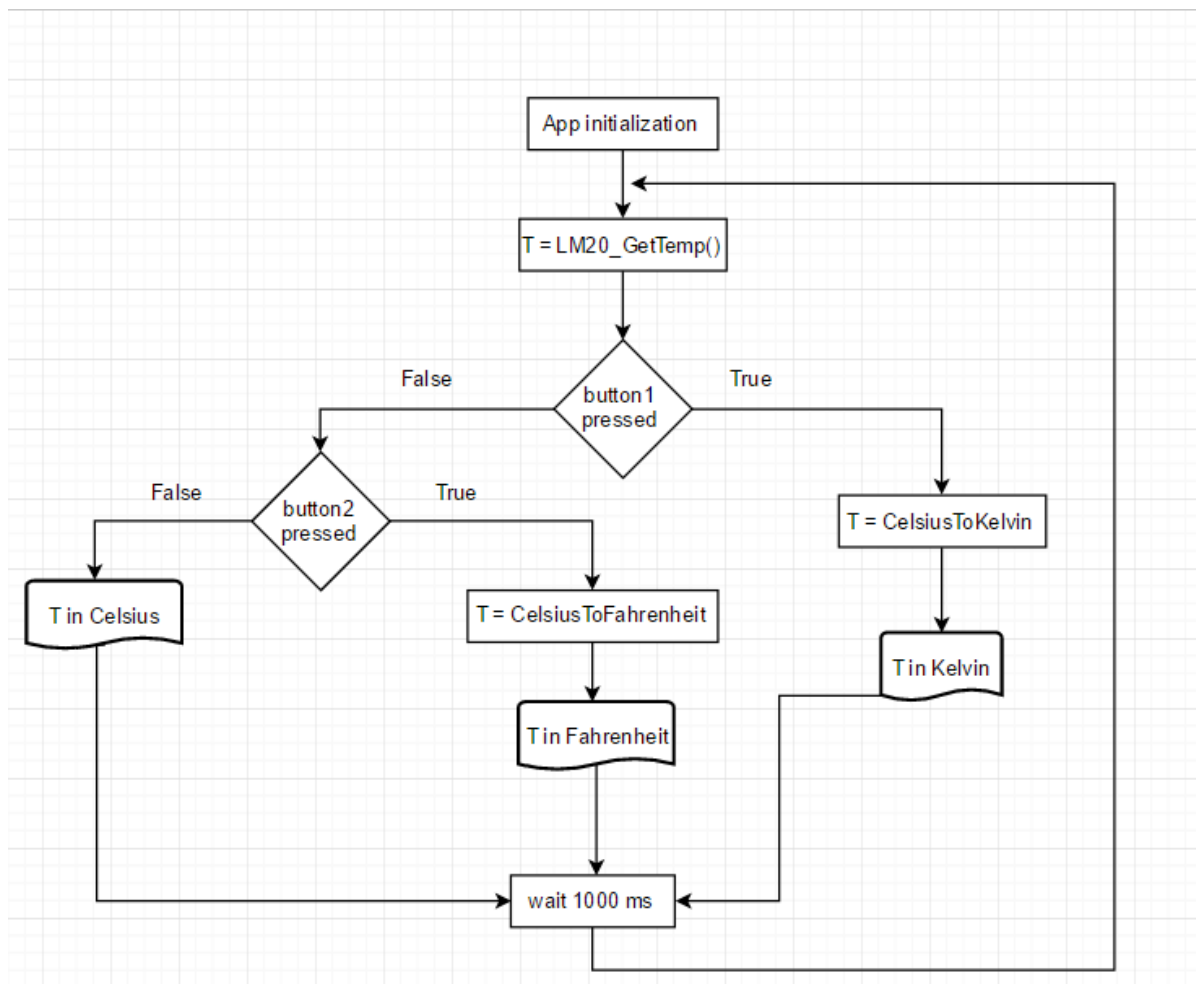 App initialization
T = LM20_GetTemp()
False
True
button1
pressed
False
True
button2
pressed
T = CelsiusToKelvin
T in Celsius
T = CelsiusToFahrenheit
T in Kelvin
T in Fahrenheit
wait 1000 ms